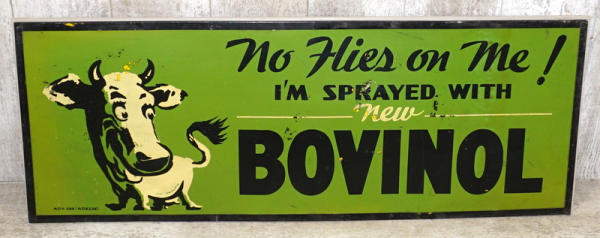 No Flies on Me!
I'M SPRAYED WITH
New
BOVINOL